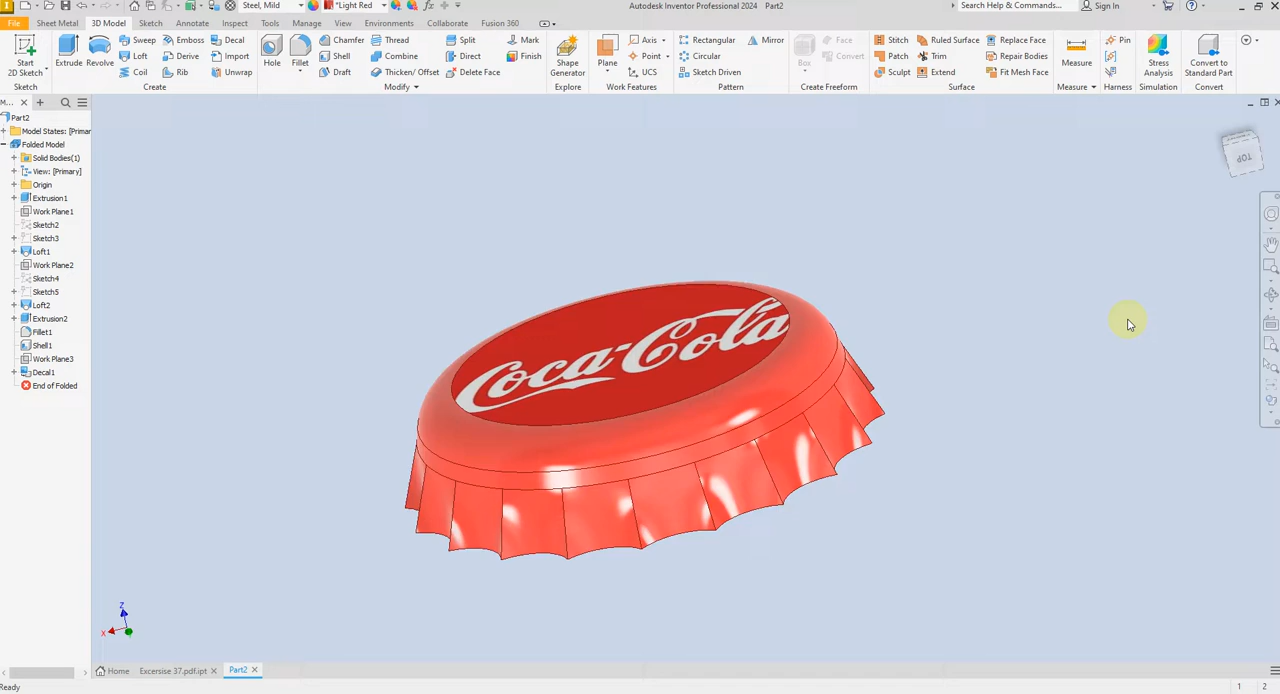 Steel, Mild
*Light Red
fx
Autodesk Inventor Professional 2024 Part2
Search Help & Commands...
Sign In
File
Sheet Metal
3D Model
Sketch
Annotate
Inspect
Tools
Manage
View
Environments
Collaborate
Fusion 360
Start
2D Sketch
Extrude
Revolve
Sweep
Emboss
Decal
Loft
Derive
Import
Coil
Rib
Unwrap
Hole
Fillet
Chamfer
Thread
Split
Mark
Shell
Combine
Direct
Finish
Draft
Thicken/ Offset
Delete Face
Shape
Generator
Plane
Axis
Point
UCS
Rectangular
Mirror
Circular
Sketch Driven
Box
Face
Convert
Stitch
Ruled Surface
Replace Face
Patch
Trim
Repair Bodies
Sculpt
Extend
Fit Mesh Face
Measure
Pin
Stress
Analysis
Convert to
Standard Part
Sketch
Create
Modify
Explore
Work Features
Pattern
Create Freeform
Surface
Measure
Harness
Simulation
Convert
M...
Part2
Model States: [Primar
Folded Model
Solid Bodies(1)
View: [Primary]
Origin
Extrusion1
Work Plane1
Sketch2
Sketch3
Loft1
Work Plane2
Sketch4
Sketch5
Loft2
Extrusion2
Fillet1
Shell1
Work Plane3
Decal1
End of Folded
TOP
Coca-Cola
Z
X
Home
Excersise 37.pdf.ipt
Part2
Ready
1
2